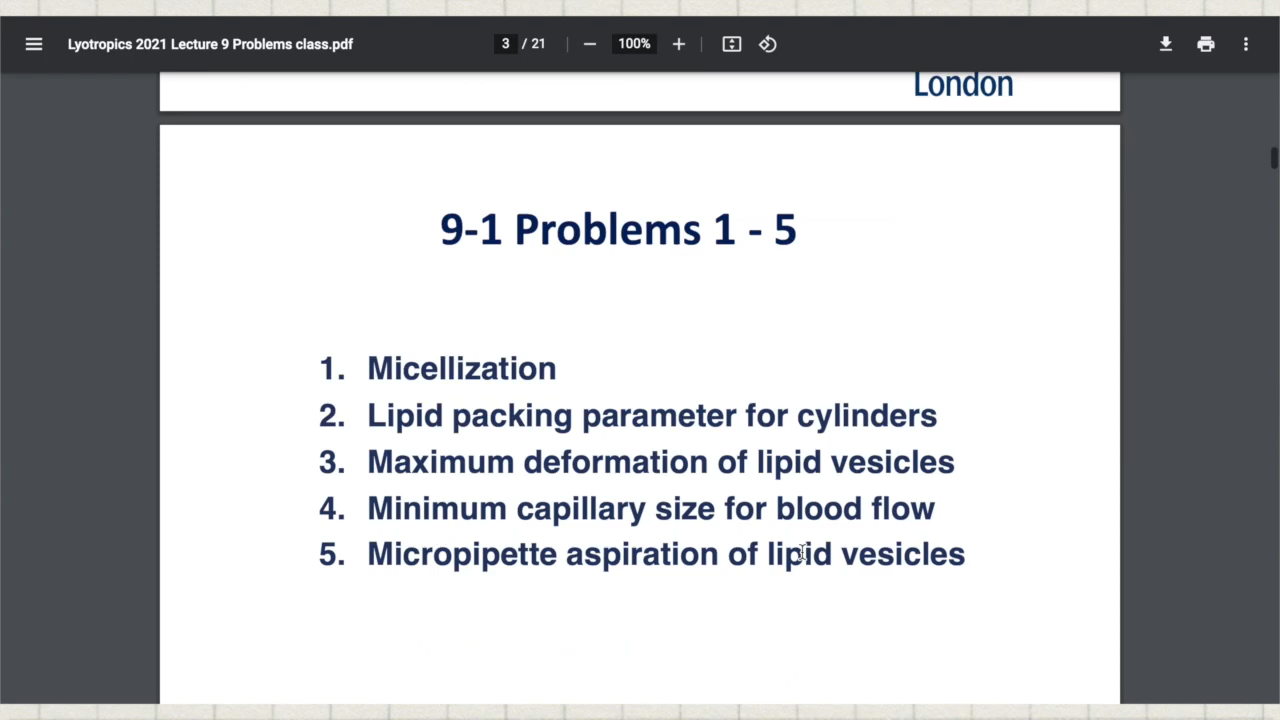 Lyotropics 2021 Lecture 9 Problems class.pdf 3 / 21 100%
London
9-1 Problems 1 - 5
1. Micellization
2. Lipid packing parameter for cylinders
3. Maximum deformation of lipid vesicles
4. Minimum capillary size for blood flow
5. Micropipette aspiration of lipid vesicles